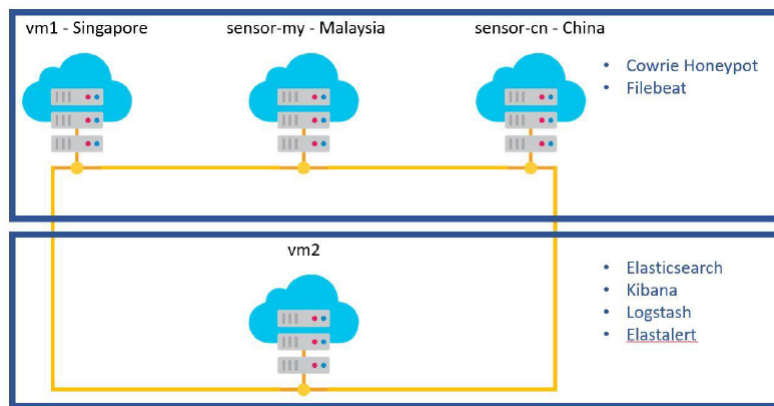 vm1 - Singapore
sensor-my - Malaysia
sensor-cn - China
• Cowrie Honeypot
• Filebeat
vm2
• Elasticsearch
• Kibana
• Logstash
• Elastalert